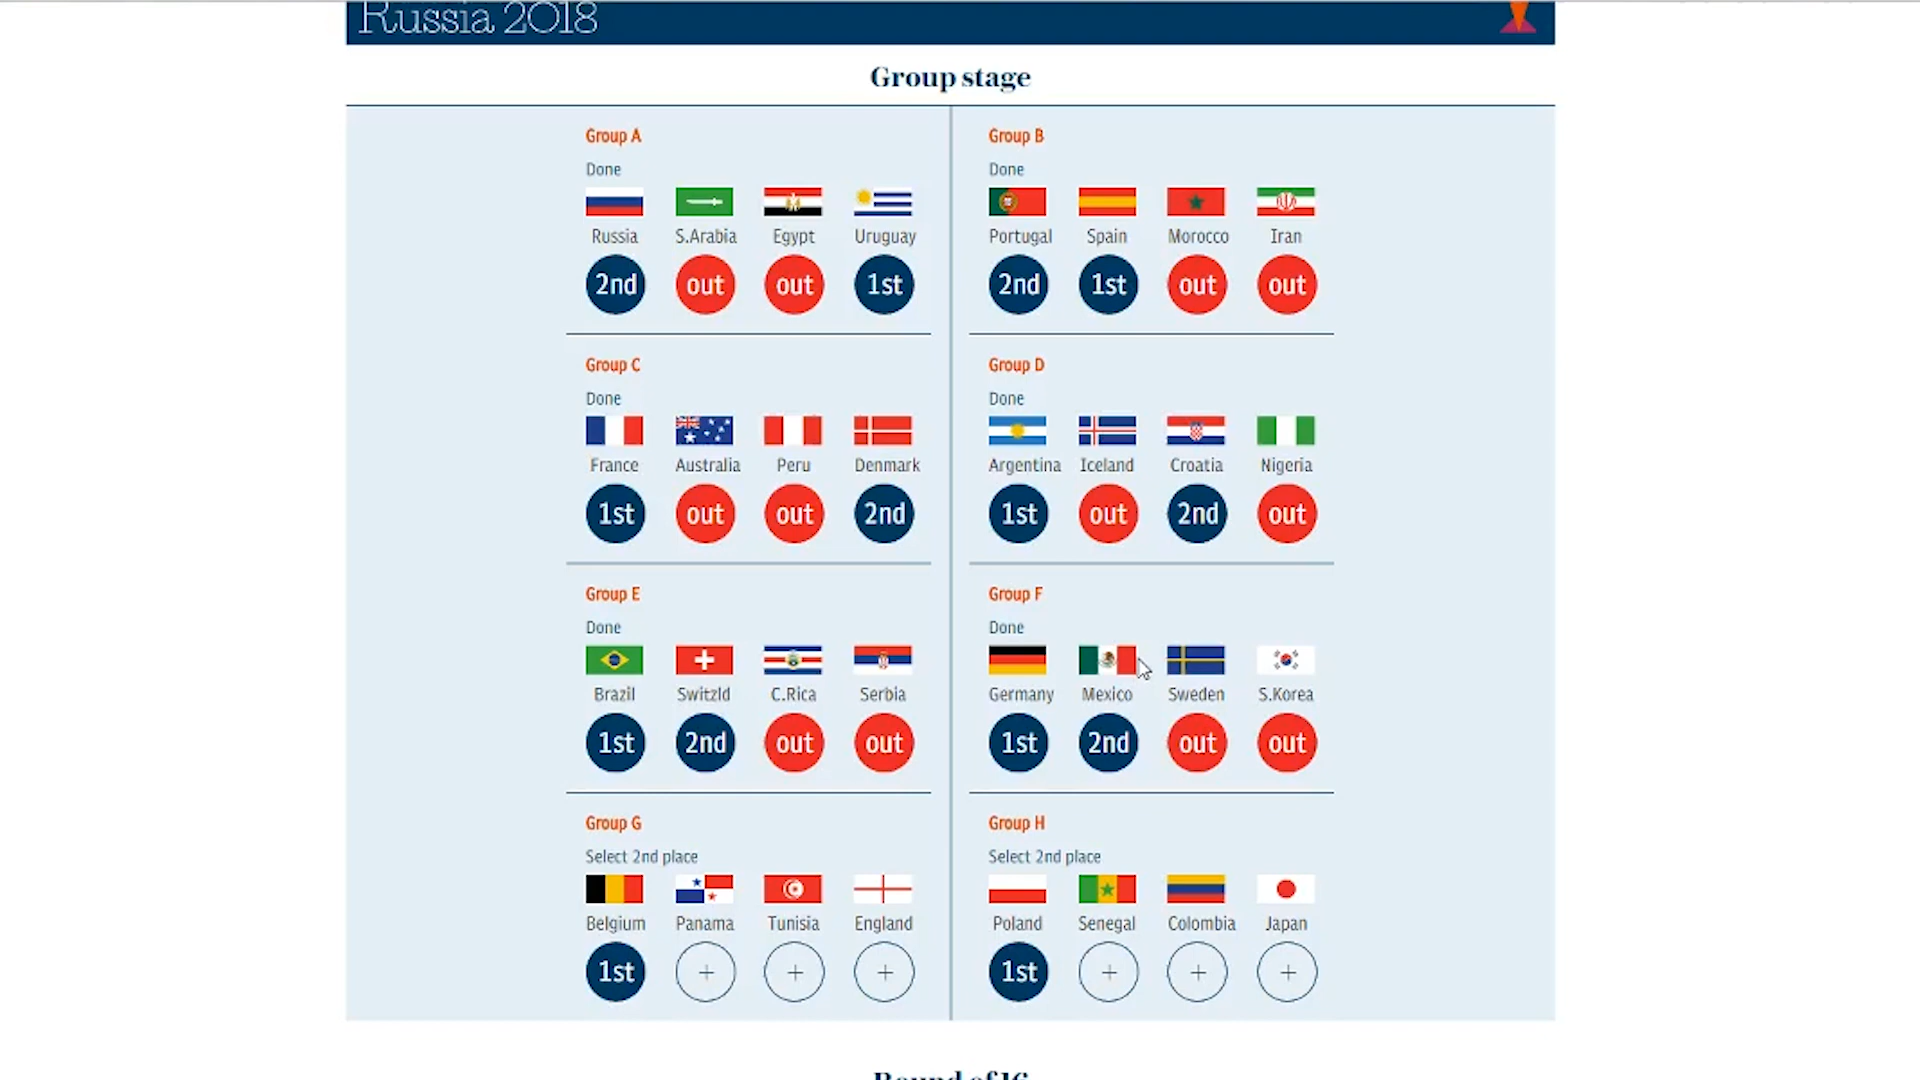 Russia 2018
Group stage
Group A
Done
Russia S.Arabia Egypt Uruguay
2nd out out 1st
Group B
Done
Portugal Spain Morocco Iran
2nd 1st out out
Group C
Done
France Australia Peru Denmark
1st out out 2nd
Group D
Done
Argentina Iceland Croatia Nigeria
1st out 2nd out
Group E
Done
Brazil Switzld C.Rica Serbia
1st 2nd out out
Group F
Done
Germany Mexico Sweden S.Korea
1st 2nd out out
Group G
Select 2nd place
Belgium Panama Tunisia England
1st + + +
Group H
Select 2nd place
Poland Senegal Colombia Japan
1st + + +
Round of 16